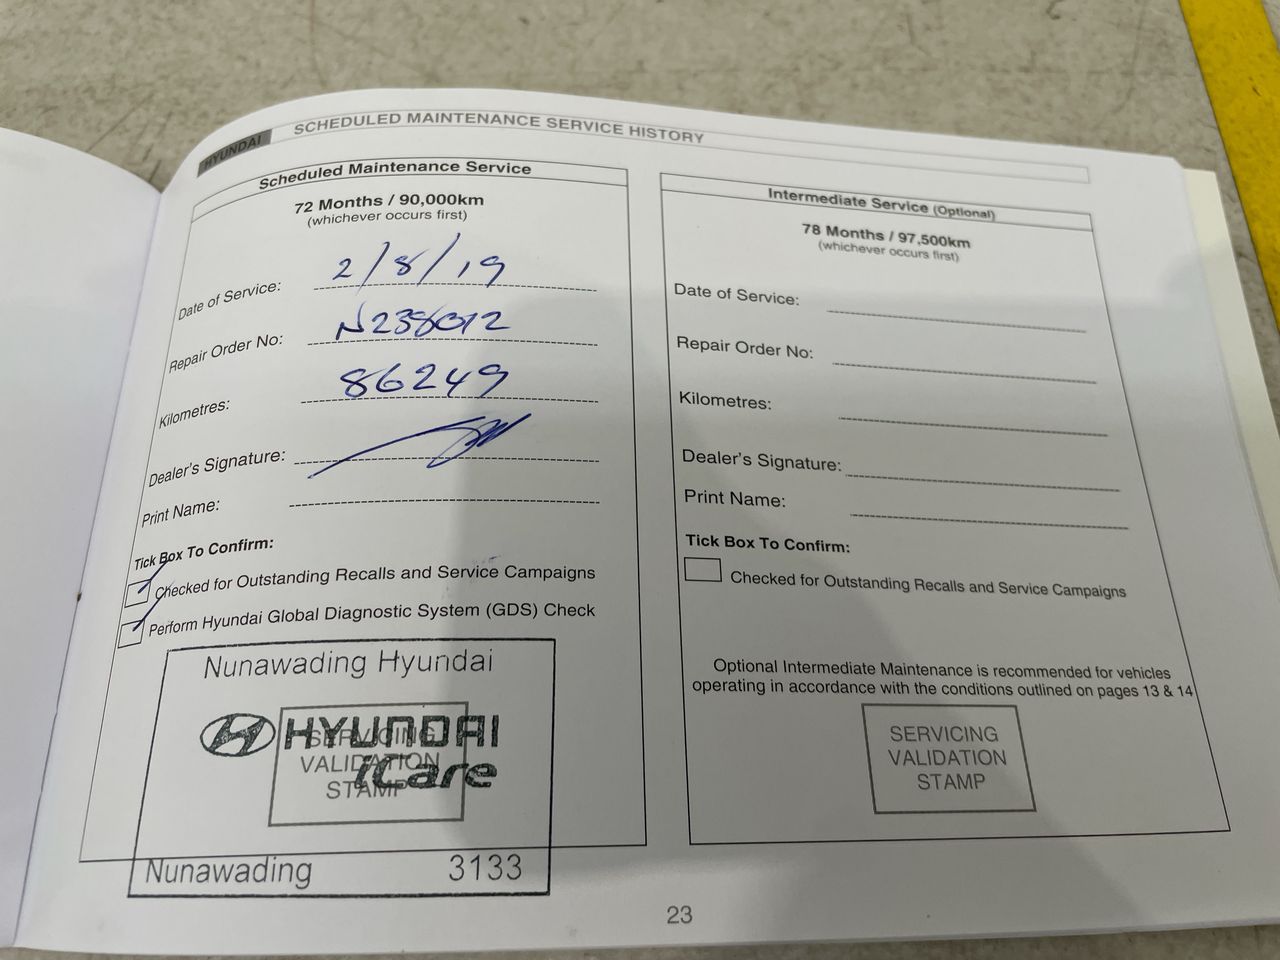 HYUNDAI SCHEDULED MAINTENANCE SERVICE HISTORY
Scheduled Maintenance Service
72 Months / 90,000km
(whichever occurs first)
Date of Service: 2/8/19
Repair Order No: N238072
Kilometres: 86249
Dealer's Signature:
Print Name:
Tick Box To Confirm:
Checked for Outstanding Recalls and Service Campaigns
Perform Hyundai Global Diagnostic System (GDS) Check
Nunawading Hyundai
HYUNDAI
iCare
SERVICING
VALIDATION
STAMP
Nunawading 3133
Intermediate Service (Optional)
78 Months / 97,500km
(whichever occurs first)
Date of Service:
Repair Order No:
Kilometres:
Dealer's Signature:
Print Name:
Tick Box To Confirm:
Checked for Outstanding Recalls and Service Campaigns
Optional Intermediate Maintenance is recommended for vehicles
operating in accordance with the conditions outlined on pages 13 & 14
SERVICING
VALIDATION
STAMP
23